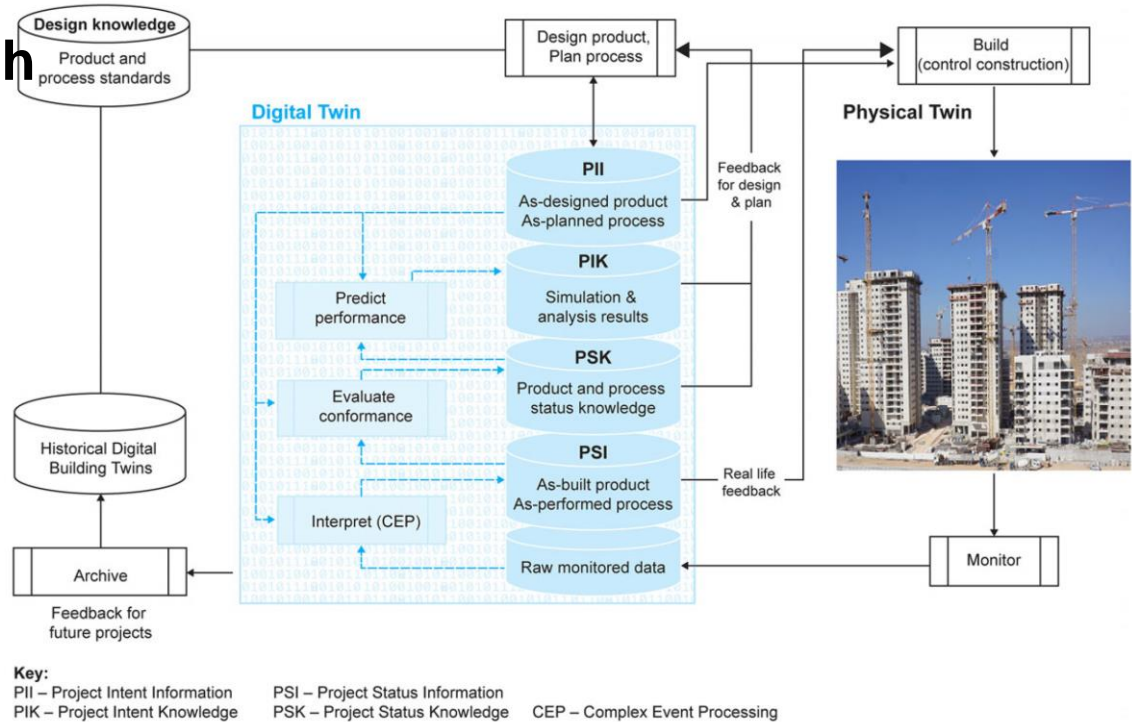 Design knowledge
Product and
process standards
h
Design product,
Plan process
Build
(control construction)
Digital Twin
Physical Twin
PII
As-designed product
As-planned process
Feedback
for design
& plan
PIK
Simulation &
analysis results
Predict
performance
PSK
Product and process
status knowledge
Evaluate
conformance
Historical Digital
Building Twins
PSI
As-built product
As-performed process
Real life
feedback
Interpret (CEP)
Raw monitored data
Monitor
Archive
Feedback for
future projects
Key:
PII – Project Intent Information PSI – Project Status Information
PIK – Project Intent Knowledge PSK – Project Status Knowledge CEP – Complex Event Processing